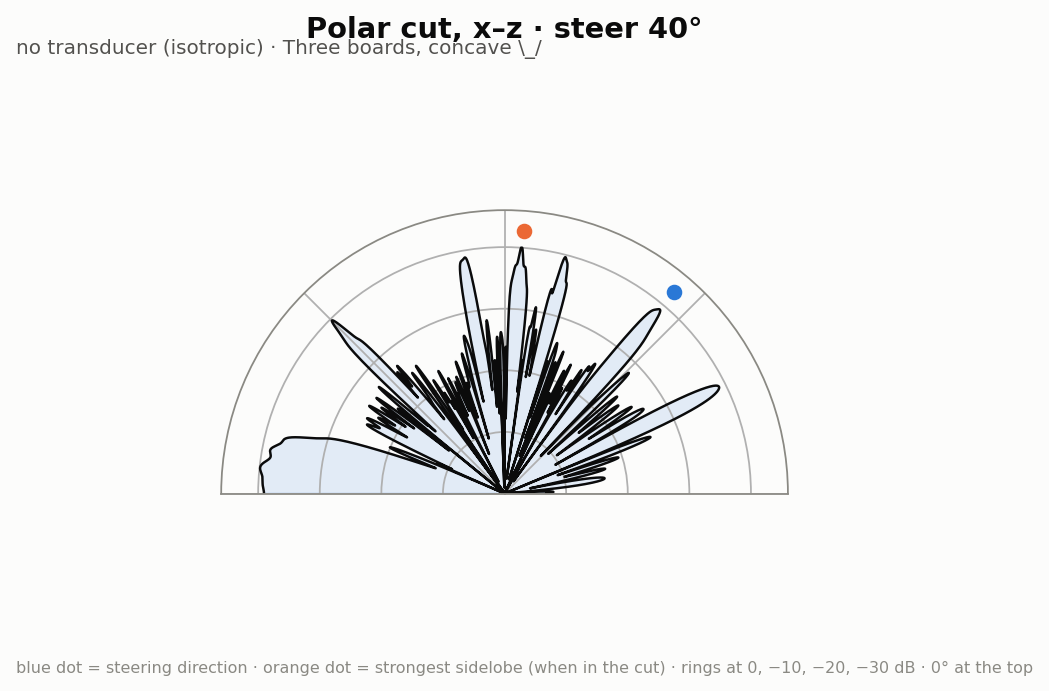 Polar cut, x–z · steer 40°
no transducer (isotropic) · Three boards, concave \_/
blue dot = steering direction · orange dot = strongest sidelobe (when in the cut) · rings at 0, −10, −20, −30 dB · 0° at the top